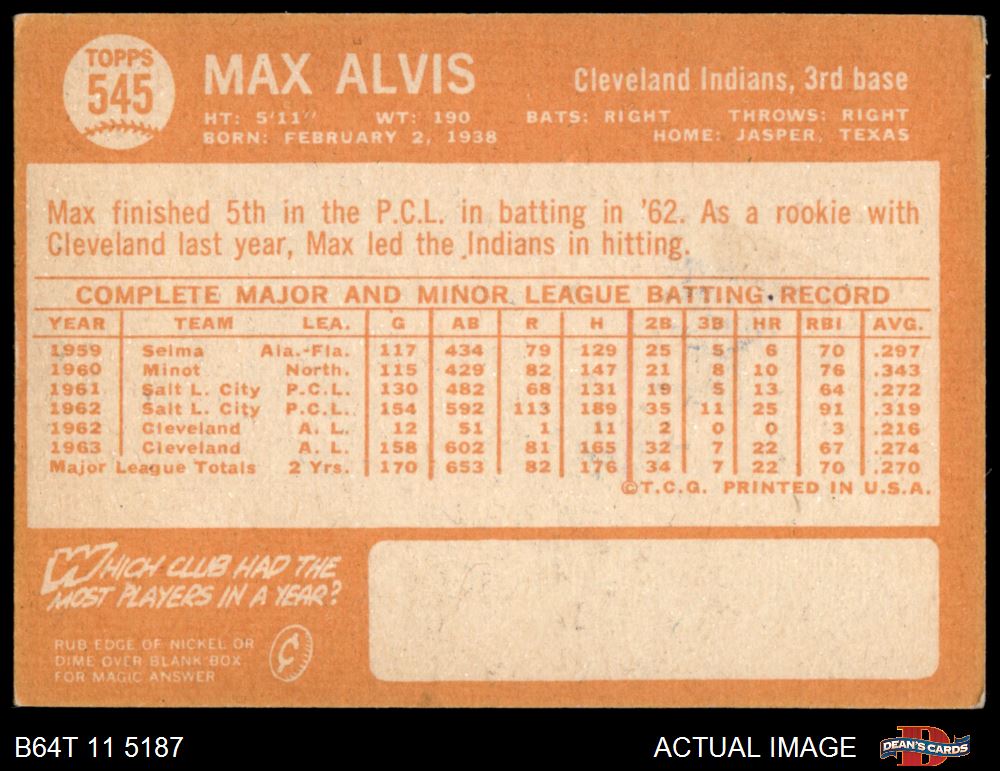 TOPPS
545
MAX ALVIS
Cleveland Indians, 3rd base
HT: 5'11" WT: 190 BATS: RIGHT THROWS: RIGHT
BORN: FEBRUARY 2, 1938 HOME: JASPER, TEXAS
Max finished 5th in the P.C.L. in batting in '62. As a rookie with
Cleveland last year, Max led the Indians in hitting.
COMPLETE MAJOR AND MINOR LEAGUE BATTING RECORD
YEAR TEAM LEA. G AB R H 2B 3B HR RBI AVG.
1959 Selma Ala.-Fla. 117 434 79 129 25 5 6 70 .297
1960 Minot North. 115 429 82 147 21 8 10 76 .343
1961 Salt L. City P.C.L. 130 482 68 131 19 5 13 64 .272
1962 Salt L. City P.C.L. 154 592 113 189 35 11 25 91 .319
1962 Cleveland A. L. 12 51 1 11 2 0 0 3 .216
1963 Cleveland A. L. 158 602 81 165 32 7 22 67 .274
Major League Totals 2 Yrs. 170 653 82 176 34 7 22 70 .270
©T.C.G. PRINTED IN U.S.A.
WHICH CLUB HAD THE
MOST PLAYERS IN A YEAR?
RUB EDGE OF NICKEL OR
DIME OVER BLANK BOX
FOR MAGIC ANSWER
B64T 11 5187
ACTUAL IMAGE
DEAN'S CARDS